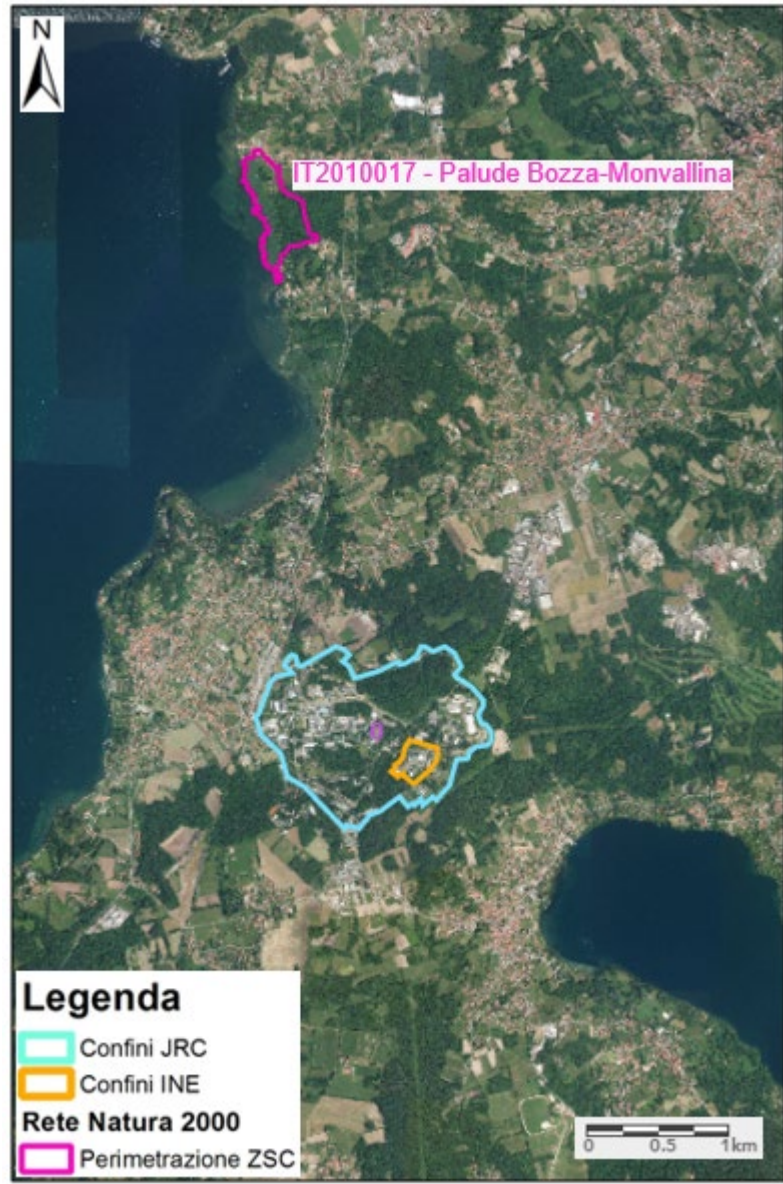 N
IT2010017 - Palude Bozza-Monvallina
Legenda
Confini JRC
Confini INE
Rete Natura 2000
Perimetrazione ZSC
0 0.5 1km